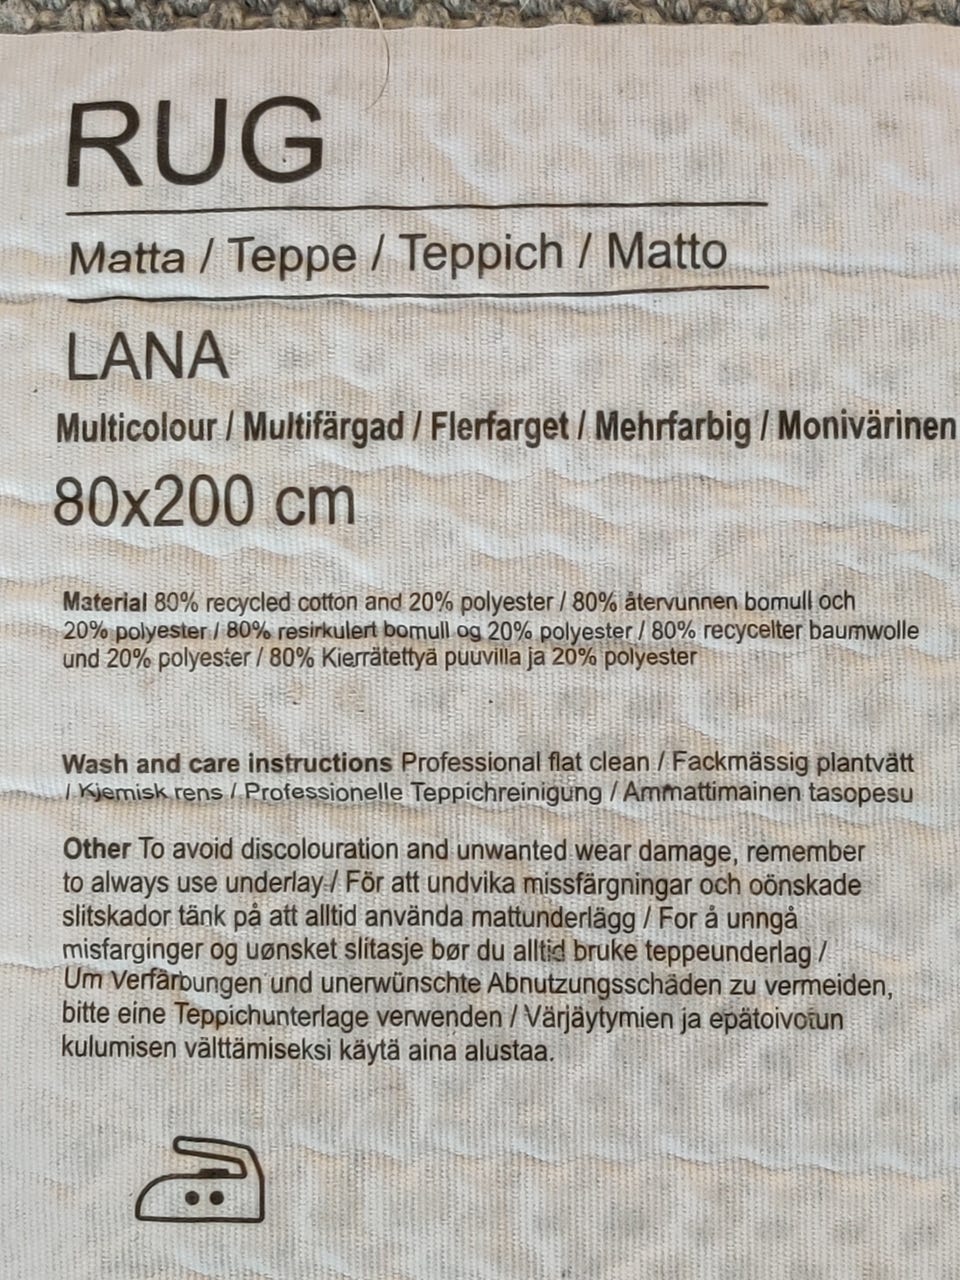 RUG
Matta / Teppe / Teppich / Matto
LANA
Multicolour / Multifärgad / Flerfarget / Mehrfarbig / Monivärinen
80x200 cm
Material 80% recycled cotton and 20% polyester / 80% återvunnen bomull och
20% polyester / 80% resirkulert bomull og 20% polyester / 80% recycelter baumwolle
und 20% polyester / 80% Kierrätettyä puuvilla ja 20% polyester
Wash and care instructions Professional flat clean / Fackmässig plantvätt
/ Kjemisk rens / Professionelle Teppichreinigung / Ammattimainen tasopesu
Other To avoid discolouration and unwanted wear damage, remember
to always use underlay / För att undvika missfärgningar och oönskade
slitskador tänk på att alltid använda mattunderlägg / For å unngå
misfarginger og uønsket slitasje bør du alltid bruke teppeunderlag /
Um Verfärbungen und unerwünschte Abnutzungsschäden zu vermeiden,
bitte eine Teppichunterlage verwenden / Värjäytymien ja epätoivotun
kulumisen välttämiseksi käytä aina alustaa.